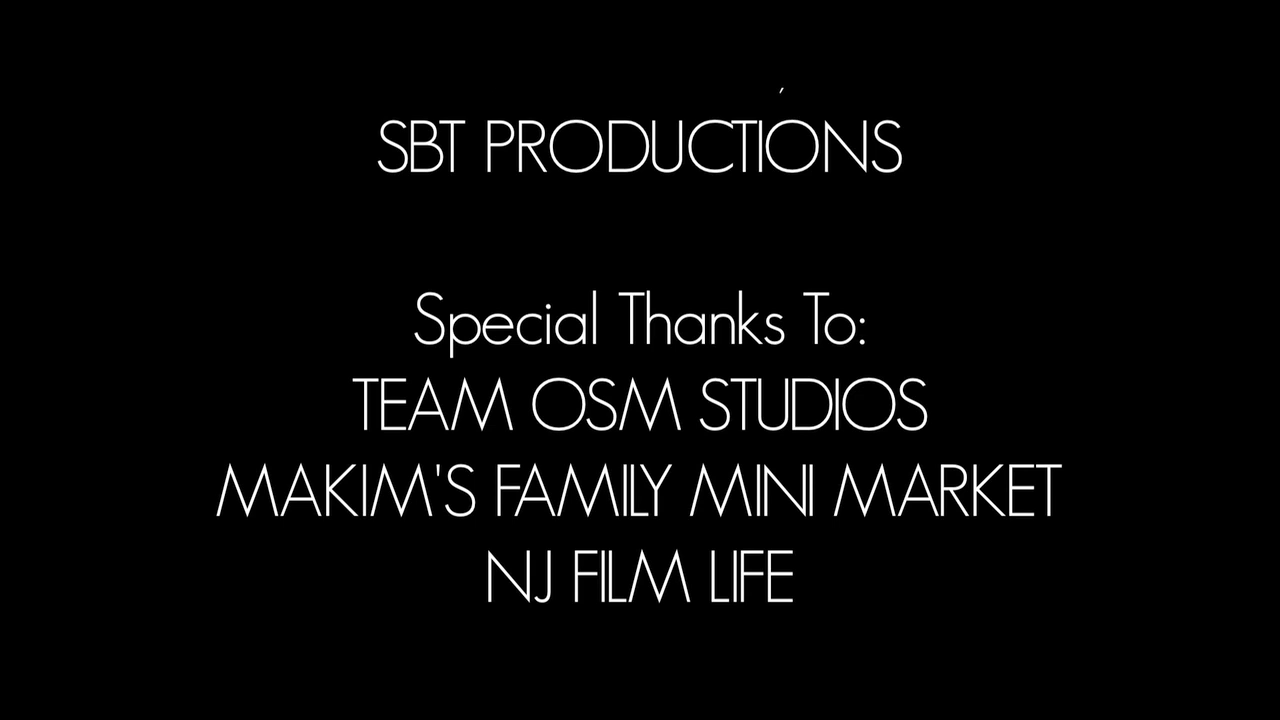 SBT PRODUCTIONS
Special Thanks To:
TEAM OSM STUDIOS
MAKIM'S FAMILY MINI MARKET
NJ FILM LIFE